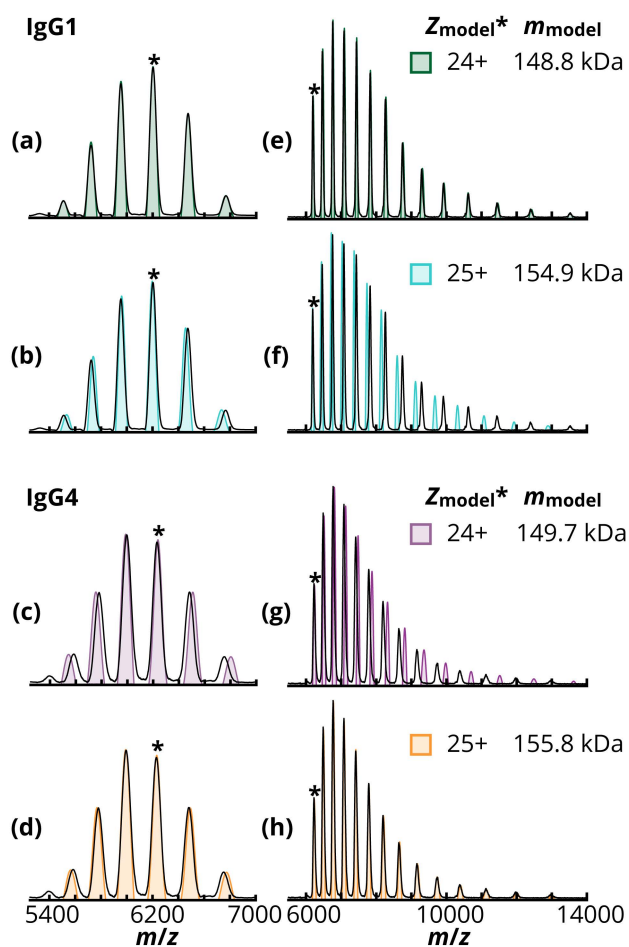 IgG1
Zmodel* mmodel
24+ 148.8 kDa
*
*
(a)
(e)
25+ 154.9 kDa
*
*
(b)
(f)
IgG4
Zmodel* mmodel
24+ 149.7 kDa
*
*
(c)
(g)
25+ 155.8 kDa
*
*
(d)
(h)
5400 6200 7000 6000 10000 14000
m/z m/z